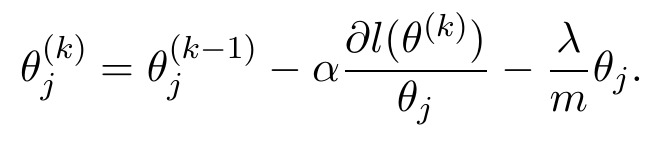 θ_j^{(k)} = θ_j^{(k−1)} − α \frac{∂l(θ^{(k)})}{θ_j} − \frac{λ}{m}θ_j.